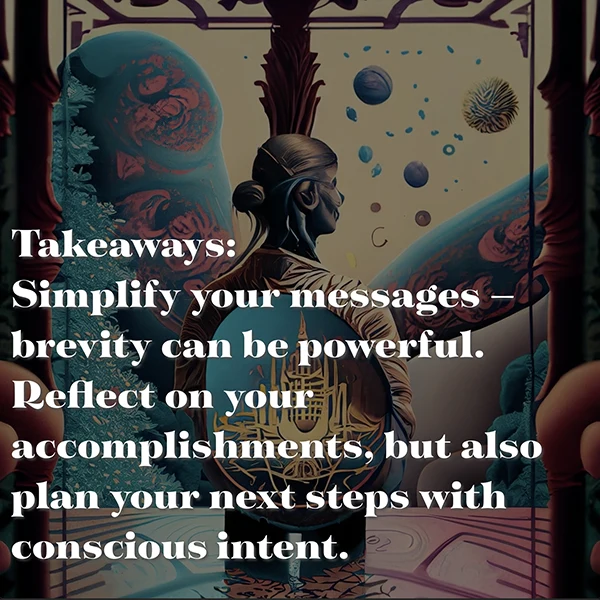 Takeaways:
Simplify your messages –
brevity can be powerful.
Reflect on your
accomplishments, but also
plan your next steps with
conscious intent.